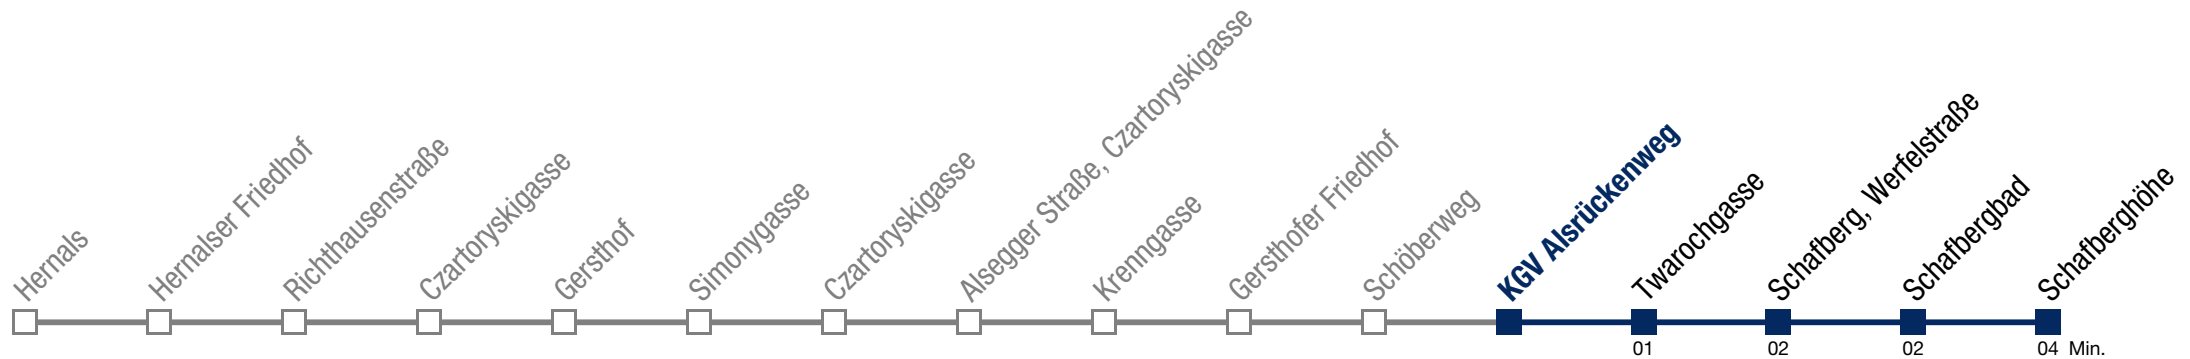 Hernals
Hernalser Friedhof
Richthausenstraße
Czartoryskigasse
Gersthof
Simonygasse
Czartoryskigasse
Alsegger Straße, Czartoryskigasse
Krenngasse
Gersthofer Friedhof
Schöberweg
KGV Alsrückenweg
Twarochgasse
Schafberg, Werfelstraße
Schafbergbad
Schafberghöhe
01 02 02 04 Min.